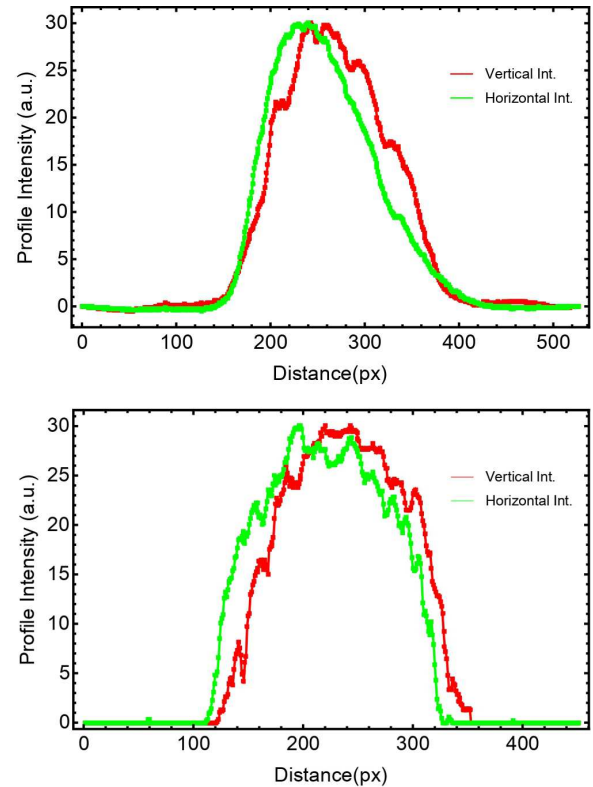 30
25
20
15
10
5
0
Profile Intensity (a.u.)
Vertical Int.
Horizontal Int.
0 100 200 300 400 500
Distance(px)
30
25
20
15
10
5
0
Profile Intensity (a.u.)
Vertical Int.
Horizontal Int.
0 100 200 300 400
Distance(px)